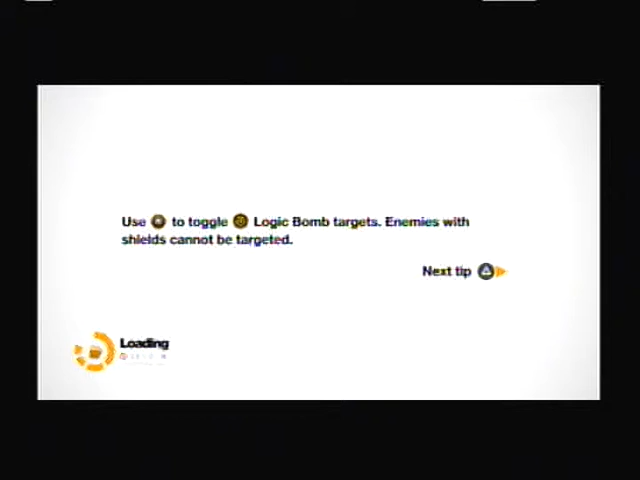 Use to toggle Logic Bomb targets. Enemies with
shields cannot be targeted.
Next tip
Loading